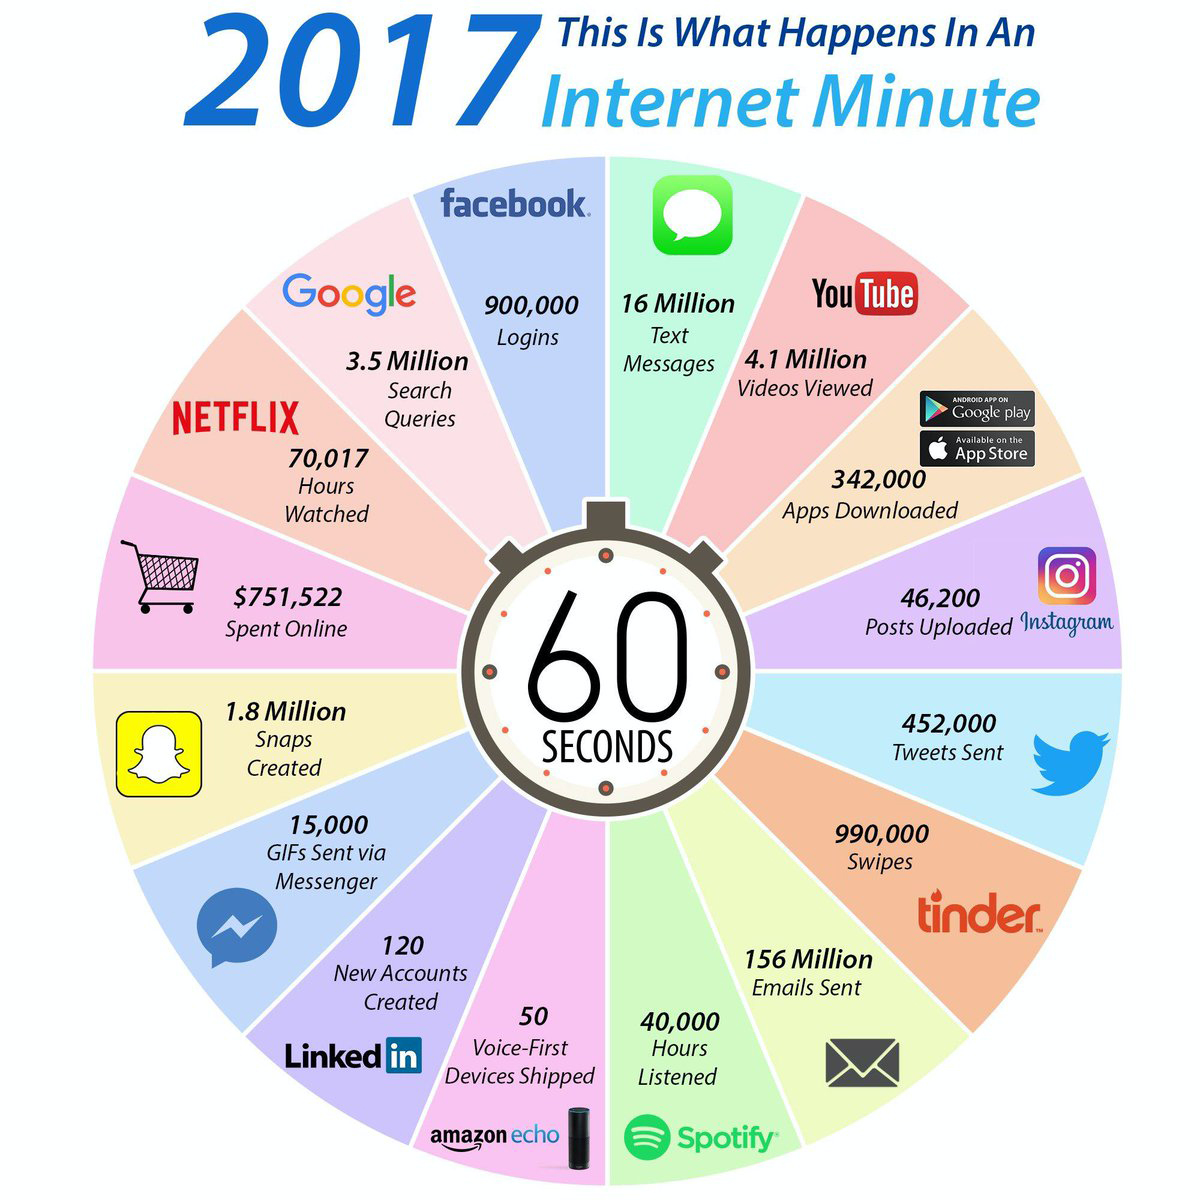 2017 This Is What Happens In An
Internet Minute
facebook
900,000
Logins
16 Million
Text
Messages
YouTube
4.1 Million
Videos Viewed
ANDROID APP ON
Google play
Available on the
App Store
342,000
Apps Downloaded
46,200
Posts Uploaded
Instagram
452,000
Tweets Sent
990,000
Swipes
tinder
156 Million
Emails Sent
40,000
Hours
Listened
Spotify
50
Voice-First
Devices Shipped
amazon echo
120
New Accounts
Created
Linked in
15,000
GIFs Sent via
Messenger
1.8 Million
Snaps
Created
$751,522
Spent Online
NETFLIX
70,017
Hours
Watched
Google
3.5 Million
Search
Queries
60
SECONDS